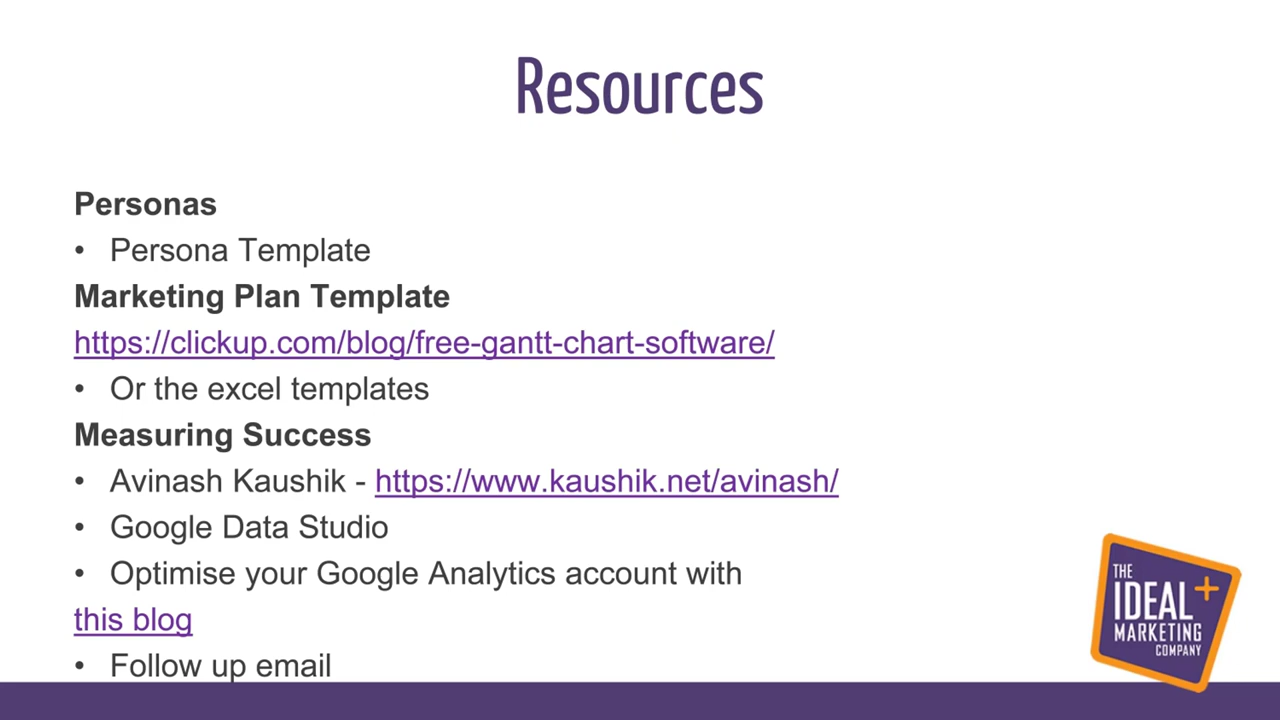 Resources
Personas
• Persona Template
Marketing Plan Template
https://clickup.com/blog/free-gantt-chart-software/
• Or the excel templates
Measuring Success
• Avinash Kaushik - https://www.kaushik.net/avinash/
• Google Data Studio
• Optimise your Google Analytics account with
this blog
• Follow up email
THE
IDEAL+
MARKETING
COMPANY